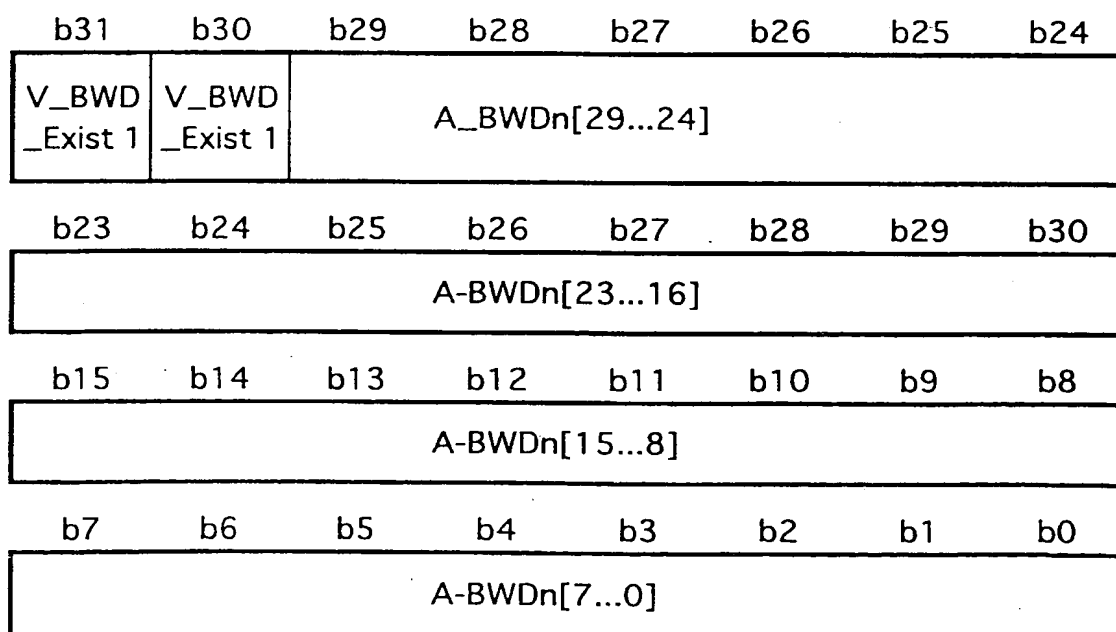 b31 b30 b29 b28 b27 b26 b25 b24
V_BWD V_BWD
_Exist 1 _Exist 1
A_BWDn[29...24]
b23 b24 b25 b26 b27 b28 b29 b30
A-BWDn[23...16]
b15 b14 b13 b12 b11 b10 b9 b8
A-BWDn[15...8]
b7 b6 b5 b4 b3 b2 b1 b0
A-BWDn[7...0]